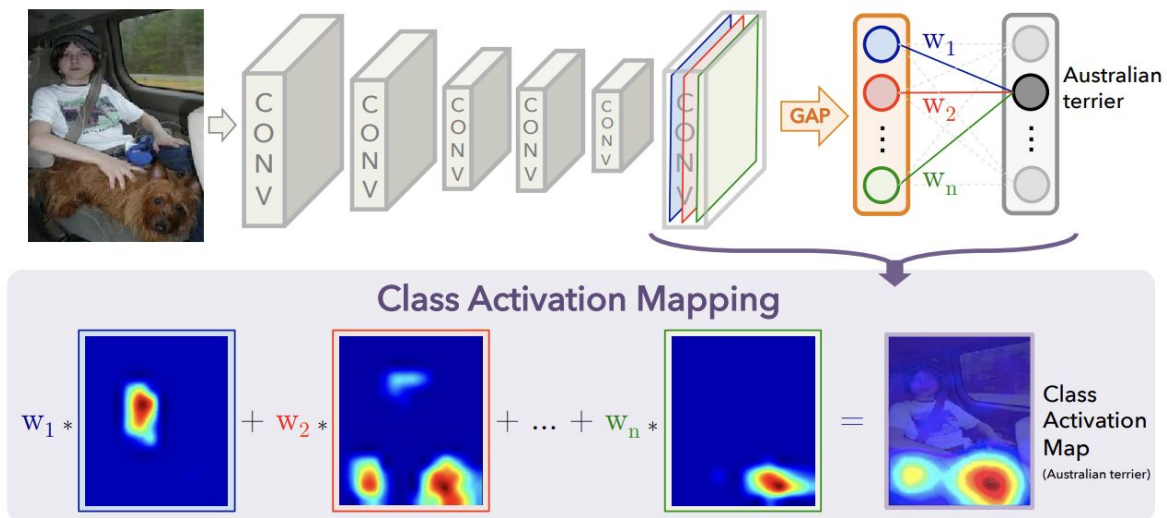 CONV
CONV
CONV
CONV
CONV
CONV
GAP
w1
w2
⋮
wn
⋮
Australian
terrier
Class Activation Mapping
w1 * + w2 * + ... + wn * =
Class
Activation
Map
(Australian terrier)